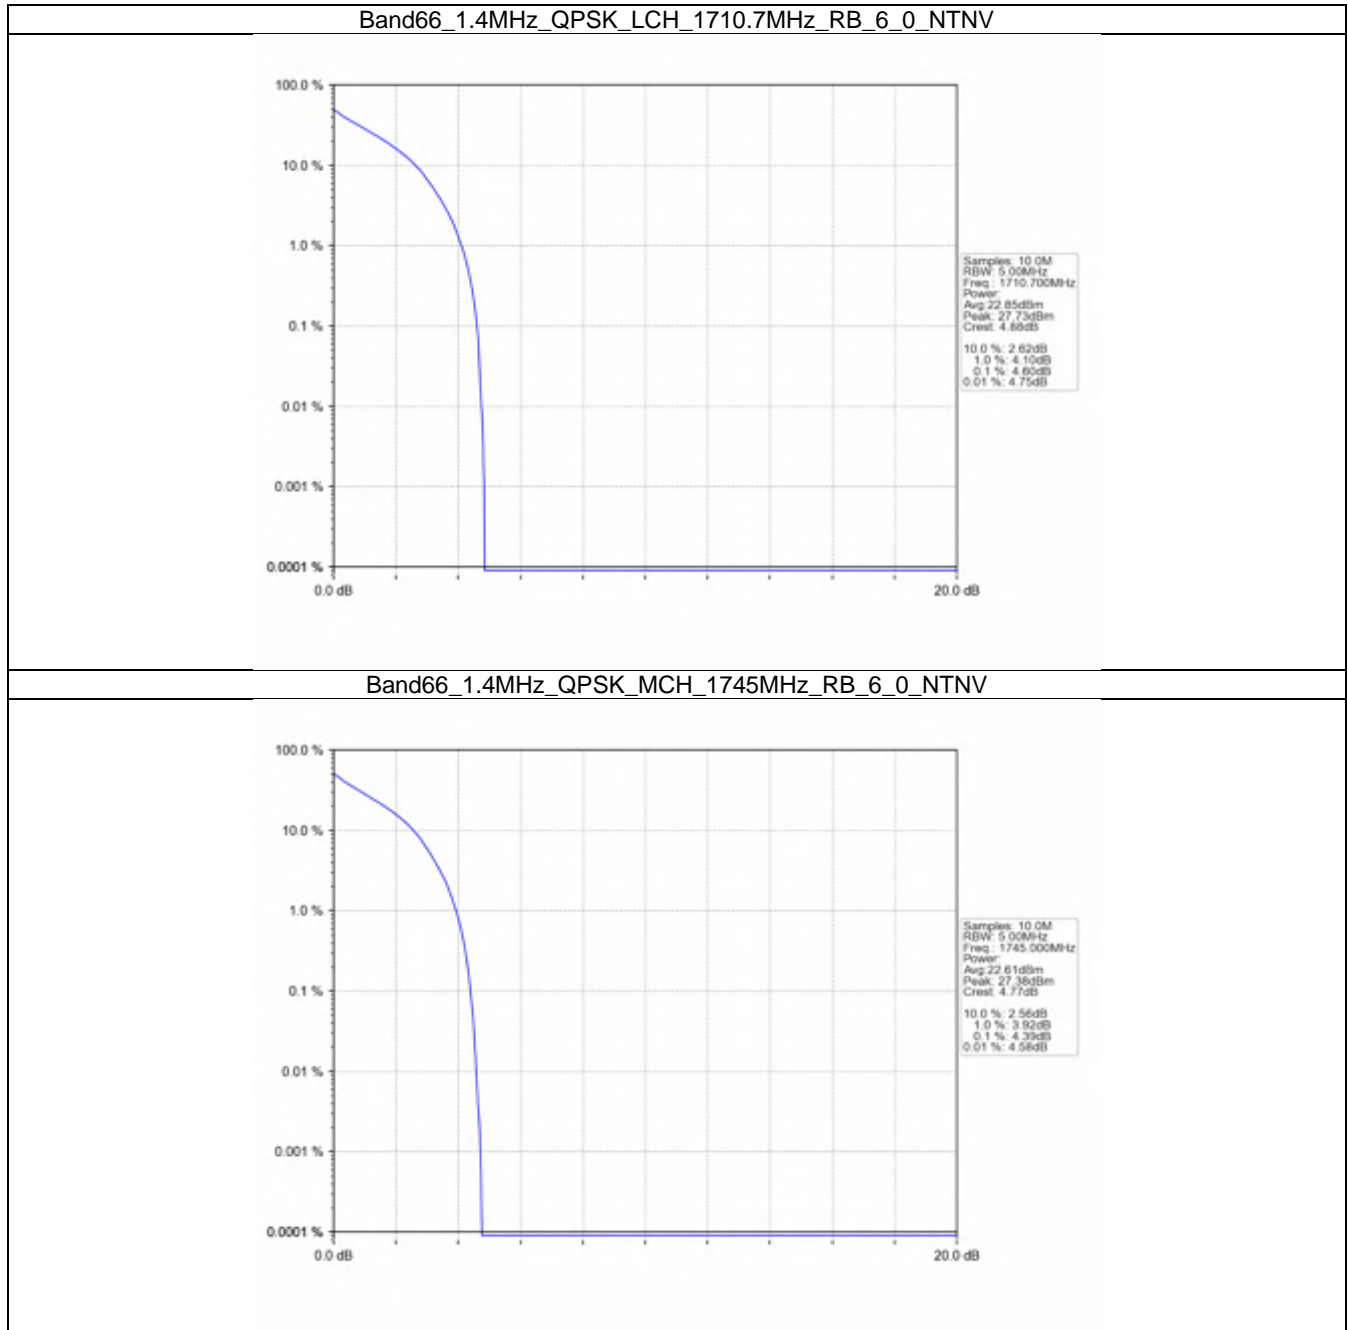 Band66_1.4MHz_QPSK_LCH_1710.7MHz_RB_6_0_NTNV
100.0 %
10.0 %
1.0 %
0.1 %
0.01 %
0.001 %
0.0001 %
0.0 dB
20.0 dB
Samples: 10.0M
RBW: 5.00MHz
Freq.: 1710.700MHz
Power:
Avg:22.85dBm
Peak: 27.73dBm
Crest: 4.88dB
10.0 %: 2.62dB
1.0 %: 4.10dB
0.1 %: 4.60dB
0.01 %: 4.75dB
Band66_1.4MHz_QPSK_MCH_1745MHz_RB_6_0_NTNV
100.0 %
10.0 %
1.0 %
0.1 %
0.01 %
0.001 %
0.0001 %
0.0 dB
20.0 dB
Samples: 10.0M
RBW: 5.00MHz
Freq.: 1745.000MHz
Power:
Avg:22.61dBm
Peak: 27.38dBm
Crest: 4.77dB
10.0 %: 2.56dB
1.0 %: 3.92dB
0.1 %: 4.39dB
0.01 %: 4.58dB